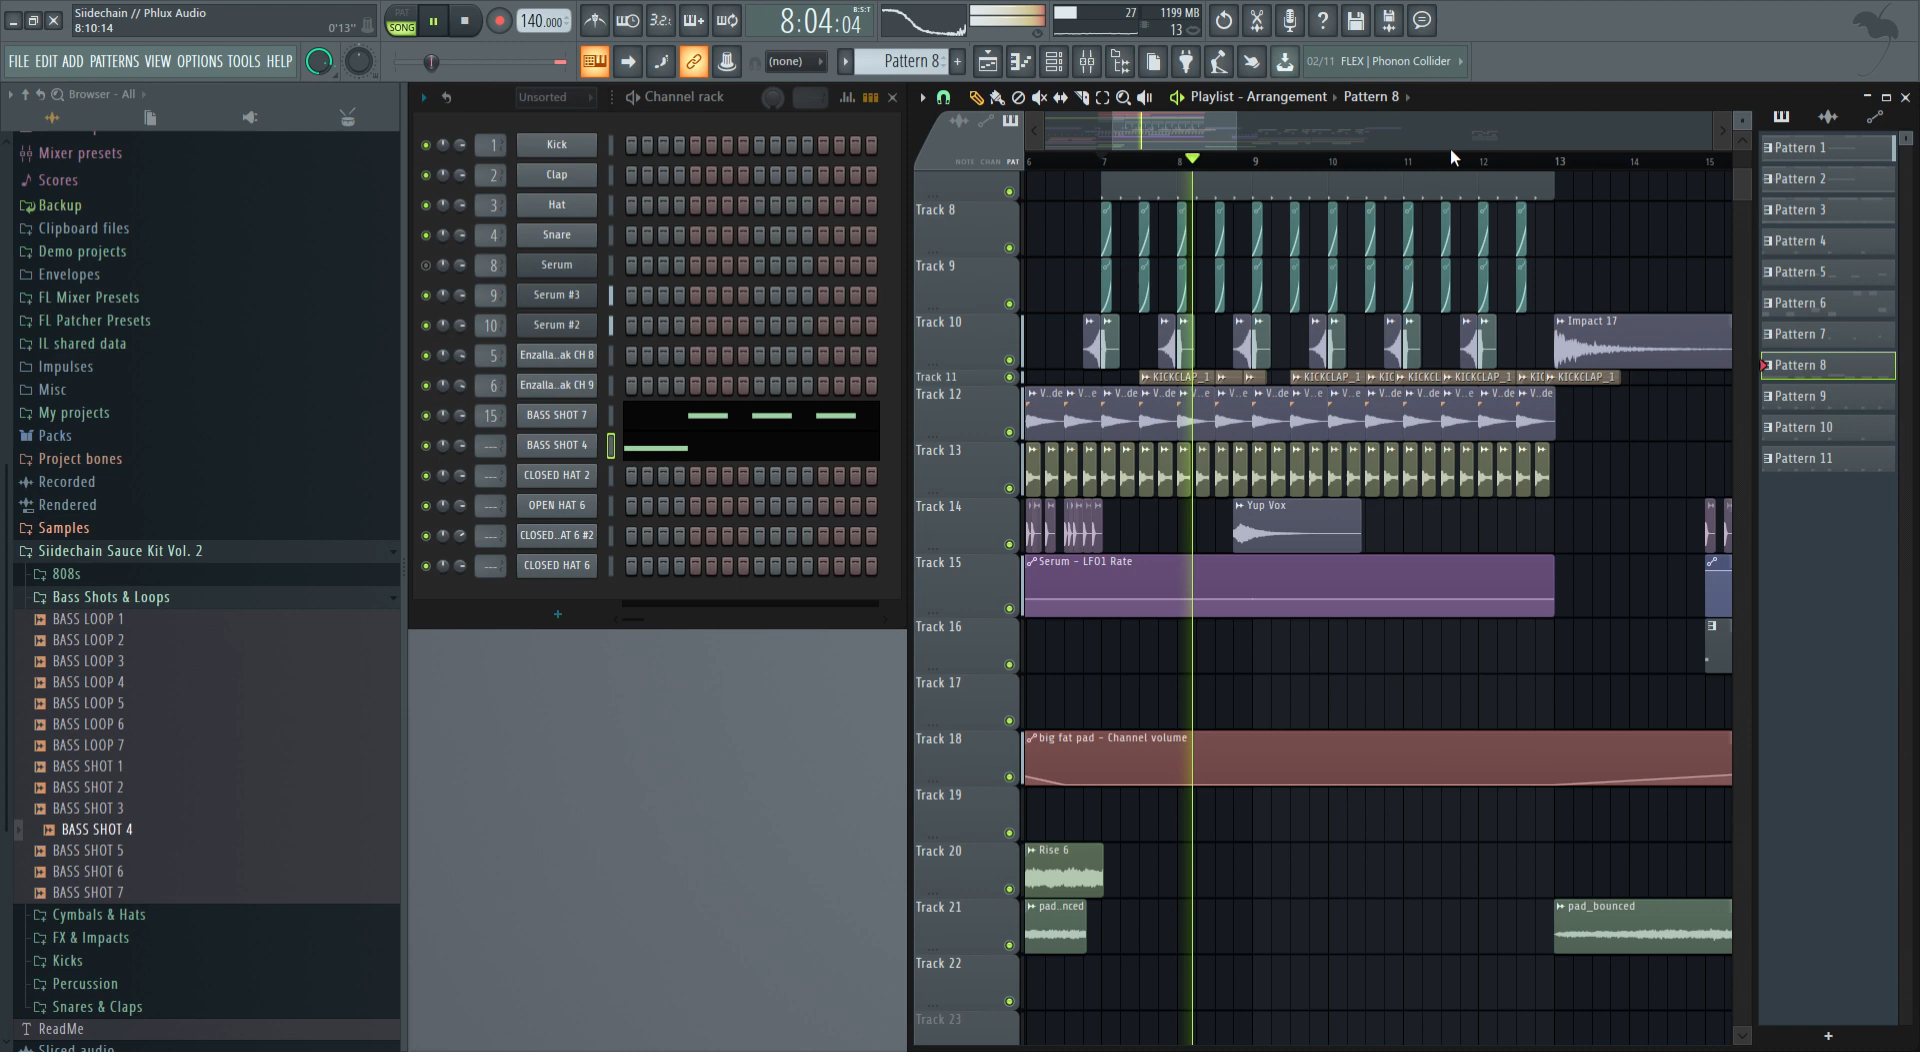 Siidechain // Phlux Audio
8:10:14
0'13"
PAT
SONG
140.000
3.2:
8:04:04
B:S:T
27
1199 MB
13
FILE EDIT ADD PATTERNS VIEW OPTIONS TOOLS HELP
(none)
Pattern 8
02/11 FLEX | Phonon Collider
Browser - All
Mixer presets
Scores
Backup
Clipboard files
Demo projects
Envelopes
FL Mixer Presets
FL Patcher Presets
IL shared data
Impulses
Misc
My projects
Packs
Project bones
Recorded
Rendered
Samples
Siidechain Sauce Kit Vol. 2
808s
Bass Shots & Loops
BASS LOOP 1
BASS LOOP 2
BASS LOOP 3
BASS LOOP 4
BASS LOOP 5
BASS LOOP 6
BASS LOOP 7
BASS SHOT 1
BASS SHOT 2
BASS SHOT 3
BASS SHOT 4
BASS SHOT 5
BASS SHOT 6
BASS SHOT 7
Cymbals & Hats
FX & Impacts
Kicks
Percussion
Snares & Claps
ReadMe
Sliced audio
Unsorted
Channel rack
1 Kick
2 Clap
3 Hat
4 Snare
8 Serum
9 Serum #3
10 Serum #2
5 Enzalla..ak CH 8
6 Enzalla..ak CH 9
15 BASS SHOT 7
--- BASS SHOT 4
--- CLOSED HAT 2
--- OPEN HAT 6
--- CLOSED..AT 6 #2
--- CLOSED HAT 6
Playlist - Arrangement Pattern 8
NOTE CHAN PAT
6 7 8 9 10 11 12 13 14 15
Track 8
Track 9
Track 10
Impact 17
Track 11
KICKCLAP_1 KICKCLAP_1 KIC KICKCL KICKCLAP_1 KIC KICKCLAP_1
Track 12
V..de V..e V..de V..de V..e V..de V..de V..e V..de V..de V..e V..de V..e V..de
Track 13
Track 14
Yup Vox
Track 15
Serum - LFO1 Rate
Track 16
Track 17
Track 18
big fat pad - Channel volume
Track 19
Track 20
Rise 6
Track 21
pad..nced
pad_bounced
Track 22
Track 23
Pattern 1
Pattern 2
Pattern 3
Pattern 4
Pattern 5
Pattern 6
Pattern 7
Pattern 8
Pattern 9
Pattern 10
Pattern 11